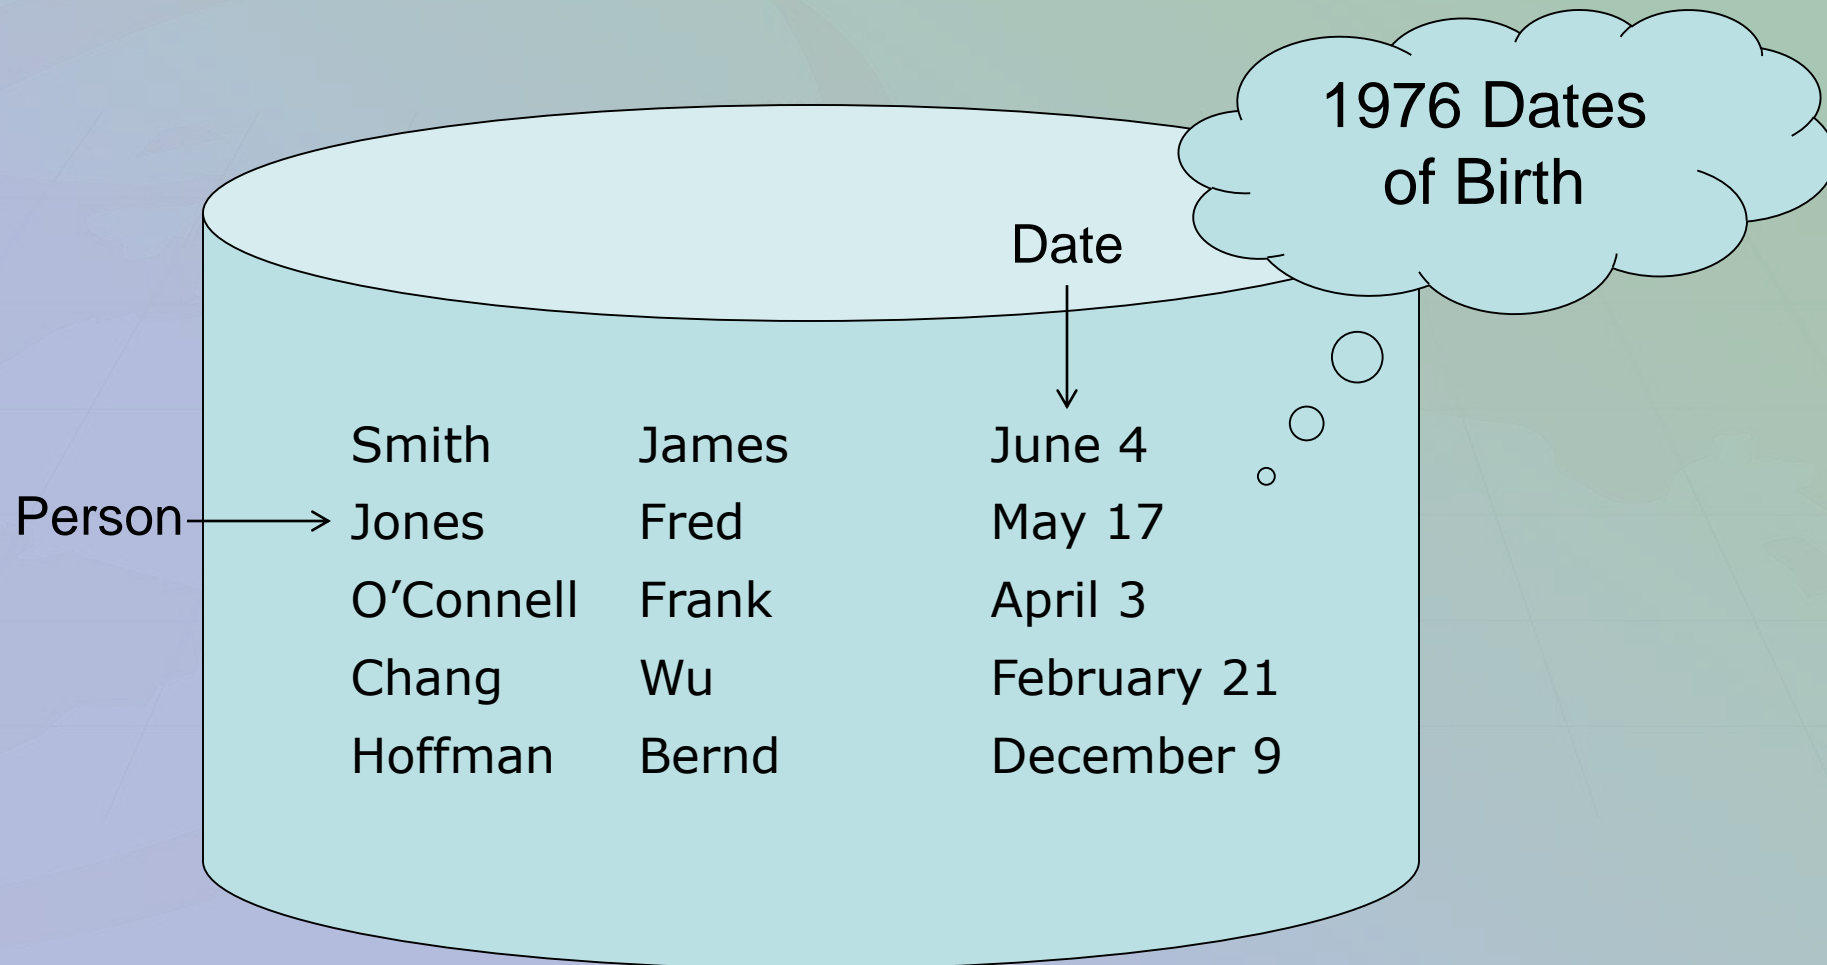 1976 Dates
of Birth
Date
Smith James June 4
Person Jones Fred May 17
O’Connell Frank April 3
Chang Wu February 21
Hoffman Bernd December 9